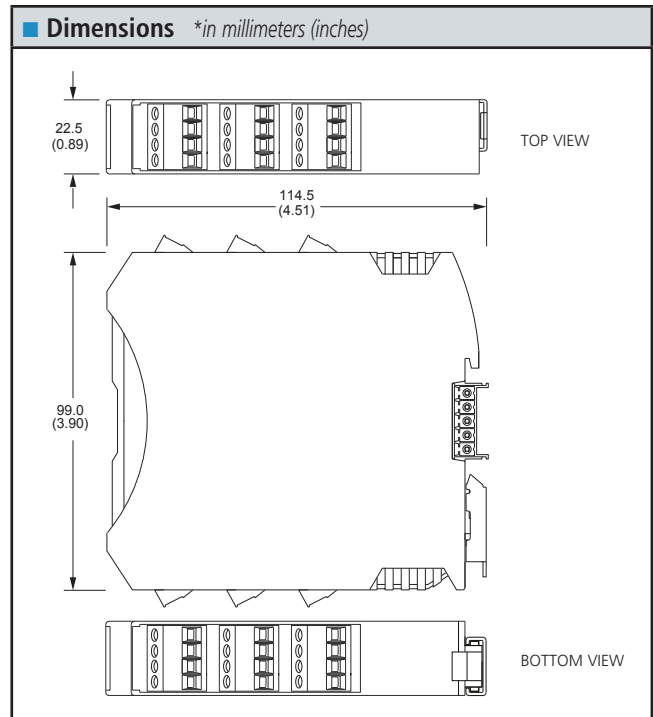 Dimensions *in millimeters (inches)
22.5
(0.89)
TOP VIEW
114.5
(4.51)
99.0
(3.90)
BOTTOM VIEW